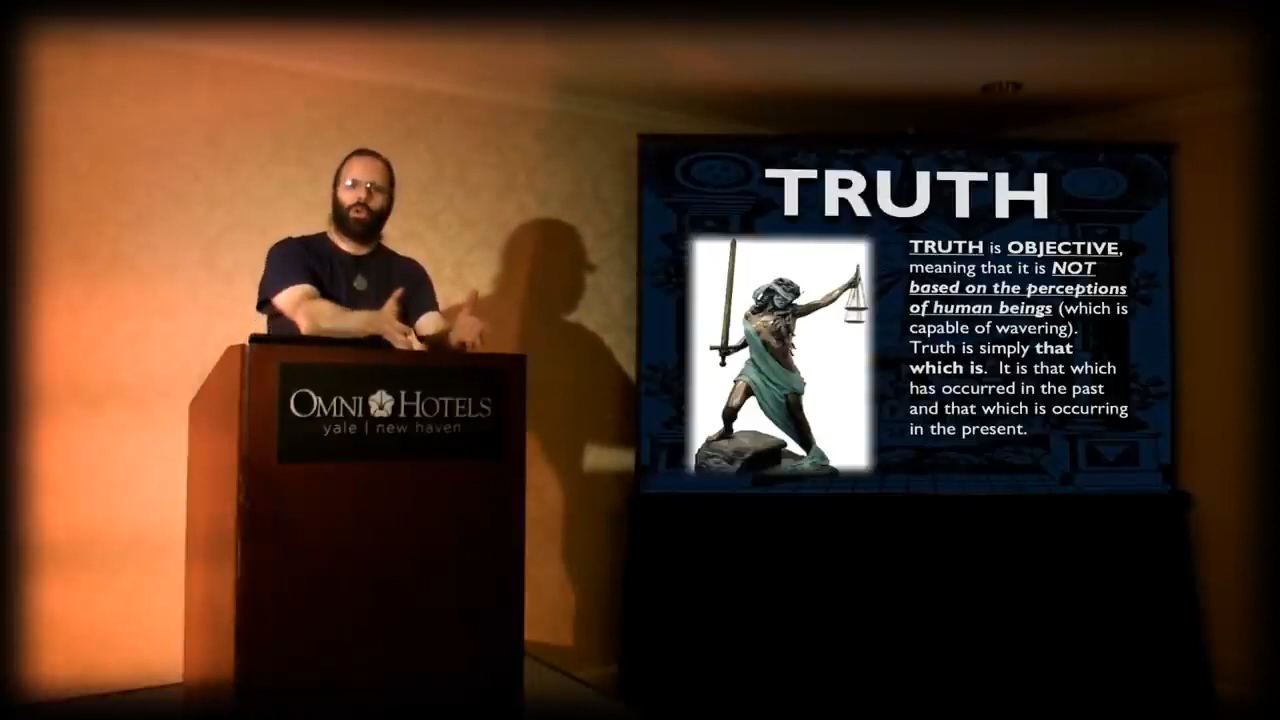 TRUTH
TRUTH is OBJECTIVE,
meaning that it is NOT
based on the perceptions
of human beings (which is
capable of wavering).
Truth is simply that
which is. It is that which
has occurred in the past
and that which is occurring
in the present.
OMNI HOTELS
yale | new haven